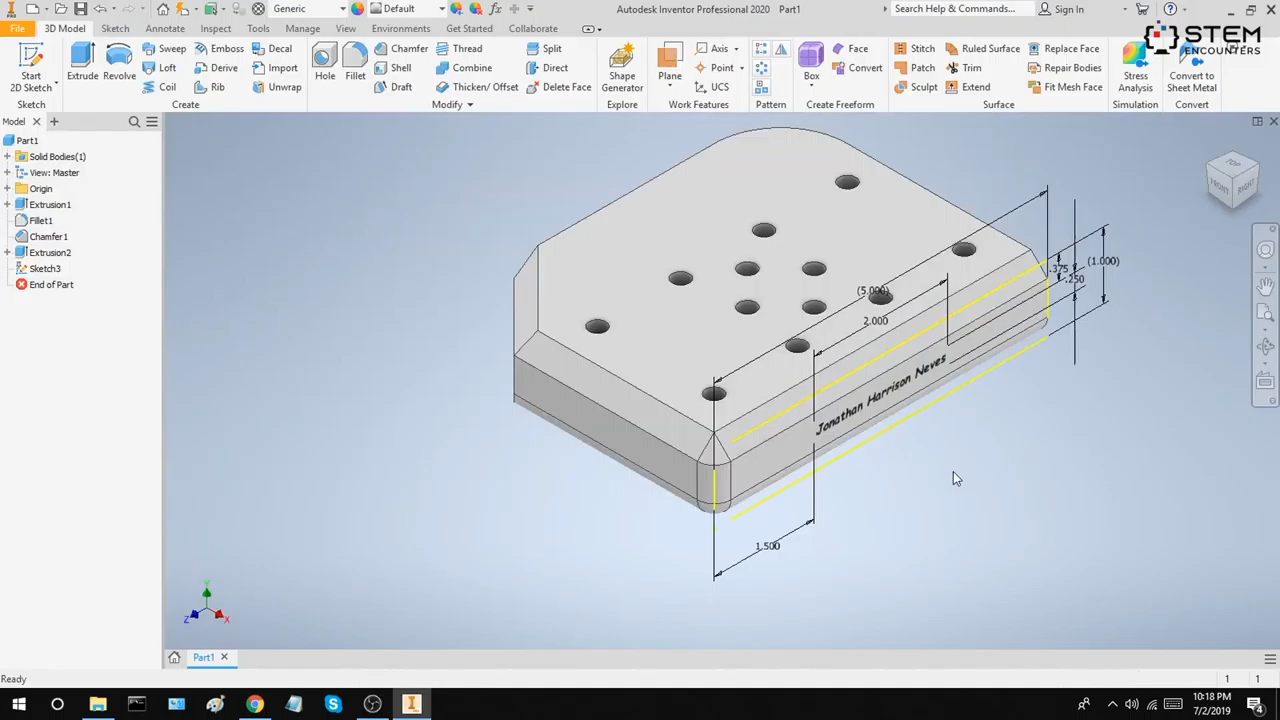 Generic
Default
Autodesk Inventor Professional 2020 Part1
Search Help & Commands...
Sign In
STEM
ENCOUNTERS
File
3D Model
Sketch
Annotate
Inspect
Tools
Manage
View
Environments
Get Started
Collaborate
Start
2D Sketch
Extrude
Revolve
Sweep
Emboss
Decal
Loft
Derive
Import
Coil
Rib
Unwrap
Hole
Fillet
Chamfer
Thread
Split
Shell
Combine
Direct
Draft
Thicken/ Offset
Delete Face
Shape
Generator
Plane
Axis
Point
UCS
Box
Face
Convert
Stitch
Ruled Surface
Replace Face
Patch
Trim
Repair Bodies
Sculpt
Extend
Fit Mesh Face
Stress
Analysis
Convert to
Sheet Metal
Sketch
Create
Modify
Explore
Work Features
Pattern
Create Freeform
Surface
Simulation
Convert
Model
Part1
Solid Bodies(1)
View: Master
Origin
Extrusion1
Fillet1
Chamfer1
Extrusion2
Sketch3
End of Part
TOP
FRONT
RIGHT
(5.000)
2.000
.375
.250
(1.000)
Jonathan Harrison Neves
1.500
Y
Z
X
Part1
Ready
1
1
10:18 PM
7/2/2019
4